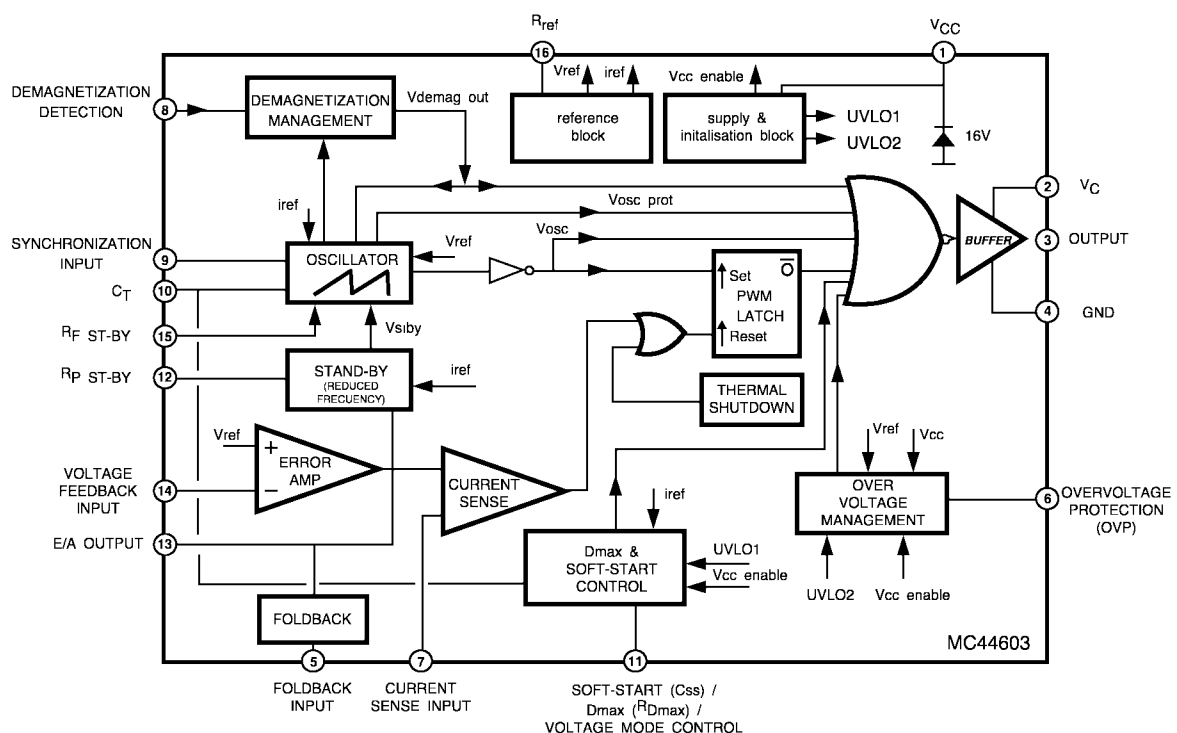 Rref
VCC
16
1
DEMAGNETIZATION
DETECTION
8
DEMAGNETIZATION
MANAGEMENT
Vdemag out
Vref
iref
reference
block
Vcc enable
supply &
initalisation block
UVLO1
UVLO2
16V
iref
Vosc prot
2
VC
SYNCHRONIZATION
INPUT
9
OSCILLATOR
Vref
Vosc
BUFFER
3
OUTPUT
CT
10
Set
Q
PWM
LATCH
Reset
4
GND
RF ST-BY
15
Vsıby
RP ST-BY
12
STAND-BY
(REDUCED
FRECUENCY)
iref
THERMAL
SHUTDOWN
Vref
+
ERROR
AMP
−
VOLTAGE
FEEDBACK
INPUT
14
CURRENT
SENSE
Vref
Vcc
OVER
VOLTAGE
MANAGEMENT
6
OVERVOLTAGE
PROTECTION
(OVP)
iref
E/A OUTPUT
13
Dmax &
SOFT-START
CONTROL
UVLO1
Vcc enable
UVLO2
Vcc enable
FOLDBACK
MC44603
5
7
11
FOLDBACK
INPUT
CURRENT
SENSE INPUT
SOFT-START (Css) /
Dmax (RDmax) /
VOLTAGE MODE CONTROL